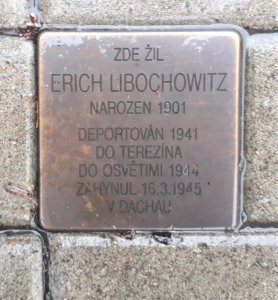 ZDE ŽIL
ERICH LIBOCHOWITZ
NAROZEN 1901
DEPORTOVÁN 1941
DO TEREZÍNA
DO OSVĚTIMI 1944
ZAHYNUL 16.3.1945
V DACHAU